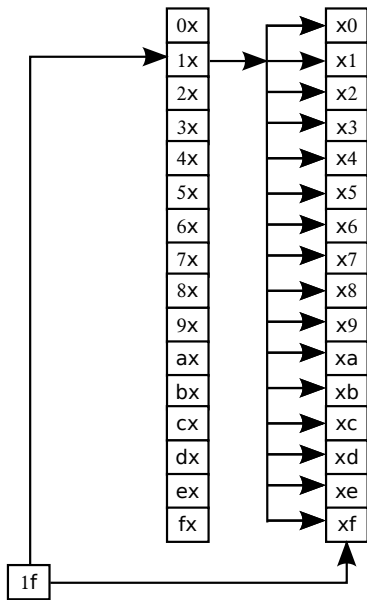 0x x0
1x x1
2x x2
3x x3
4x x4
5x x5
6x x6
7x x7
8x x8
9x x9
ax xa
bx xb
cx xc
dx xd
ex xe
fx xf
1f